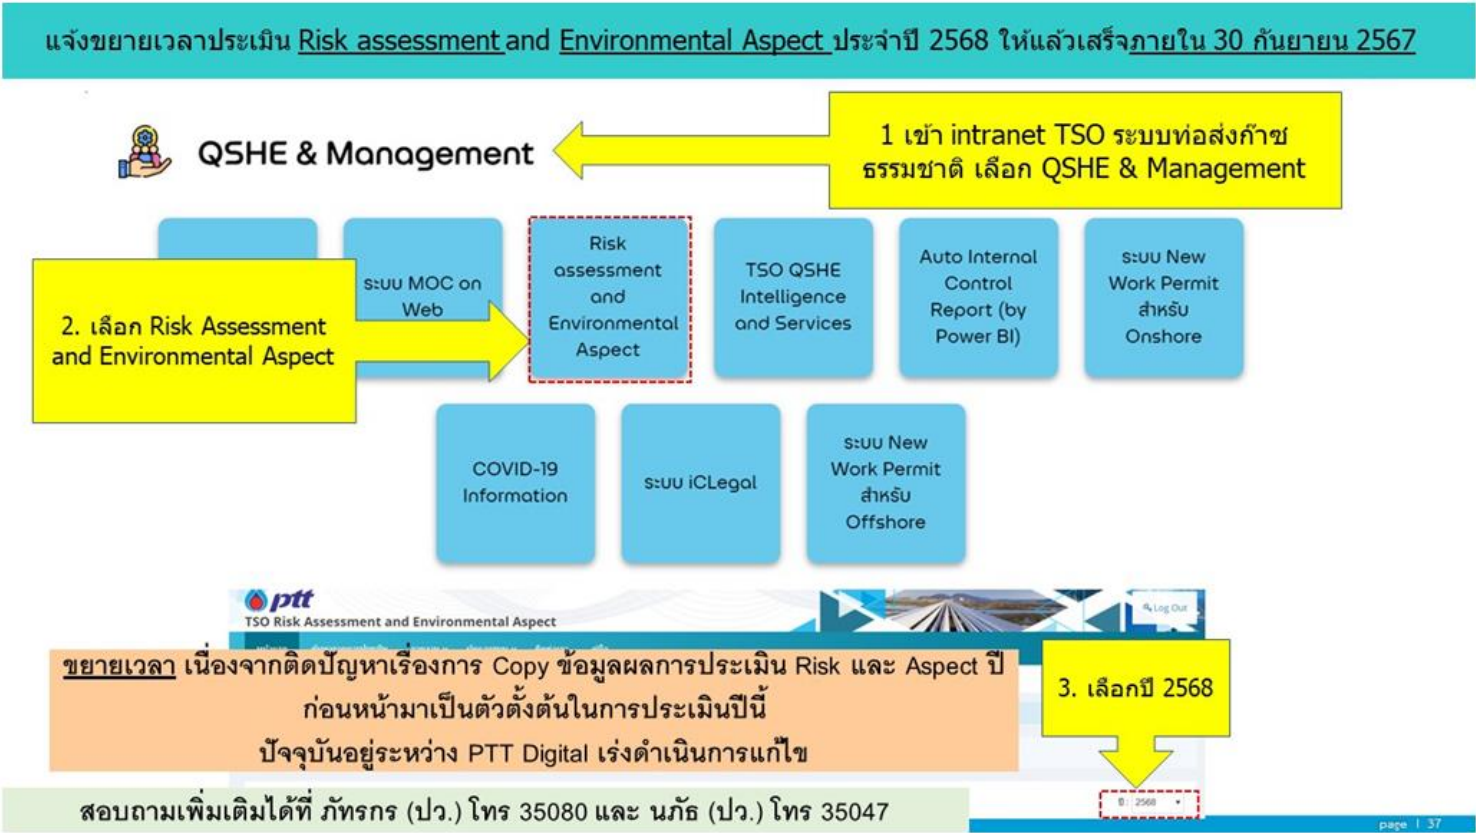 แจ้งขยายเวลาประเมิน Risk assessment and Environmental Aspect ประจำปี 2568 ให้แล้วเสร็จภายใน 30 กันยายน 2567
QSHE & Management
1 เข้า intranet TSO ระบบท่อส่งก๊าซ
ธรรมชาติ เลือก QSHE & Management
2. เลือก Risk Assessment
and Environmental Aspect
ระบบ MOC on
Web
Risk
assessment
and
Environmental
Aspect
TSO QSHE
Intelligence
and Services
Auto Internal
Control
Report (by
Power BI)
ระบบ New
Work Permit
สำหรับ
Onshore
COVID-19
Information
ระบบ iCLegal
ระบบ New
Work Permit
สำหรับ
Offshore
ptt
TSO Risk Assessment and Environmental Aspect
Log Out
ขยายเวลา เนื่องจากติดปัญหาเรื่องการ Copy ข้อมูลผลการประเมิน Risk และ Aspect ปี
ก่อนหน้ามาเป็นตัวตั้งต้นในการประเมินปีนี้
ปัจจุบันอยู่ระหว่าง PTT Digital เร่งดำเนินการแก้ไข
3. เลือกปี 2568
ปี : 2568
สอบถามเพิ่มเติมได้ที่ ภัทรกร (ปว.) โทร 35080 และ นภัธ (ปว.) โทร 35047
page | 37